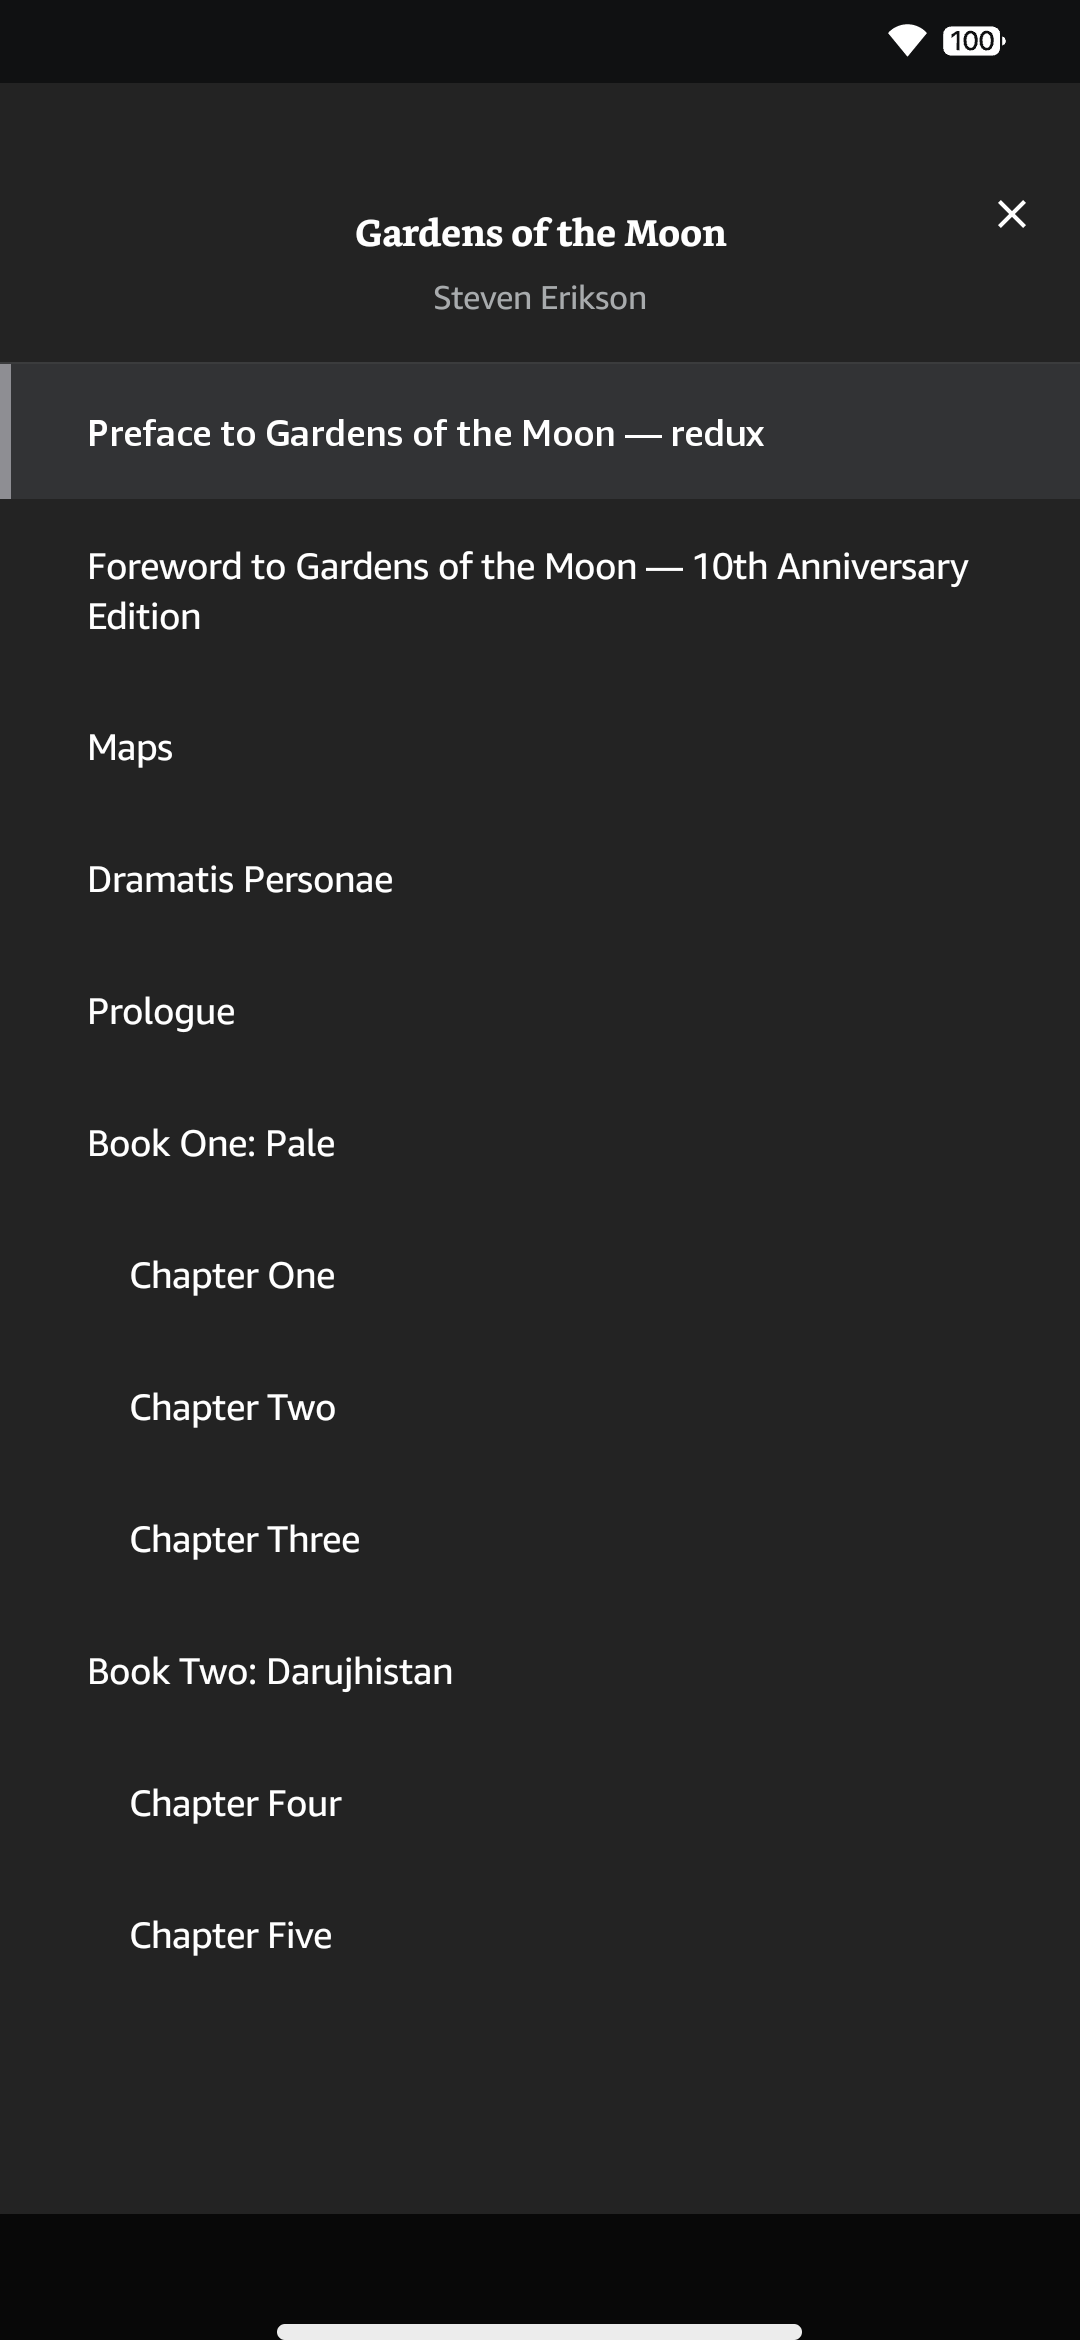 100
Gardens of the Moon
Steven Erikson
Preface to Gardens of the Moon — redux
Foreword to Gardens of the Moon — 10th Anniversary
Edition
Maps
Dramatis Personae
Prologue
Book One: Pale
Chapter One
Chapter Two
Chapter Three
Book Two: Darujhistan
Chapter Four
Chapter Five